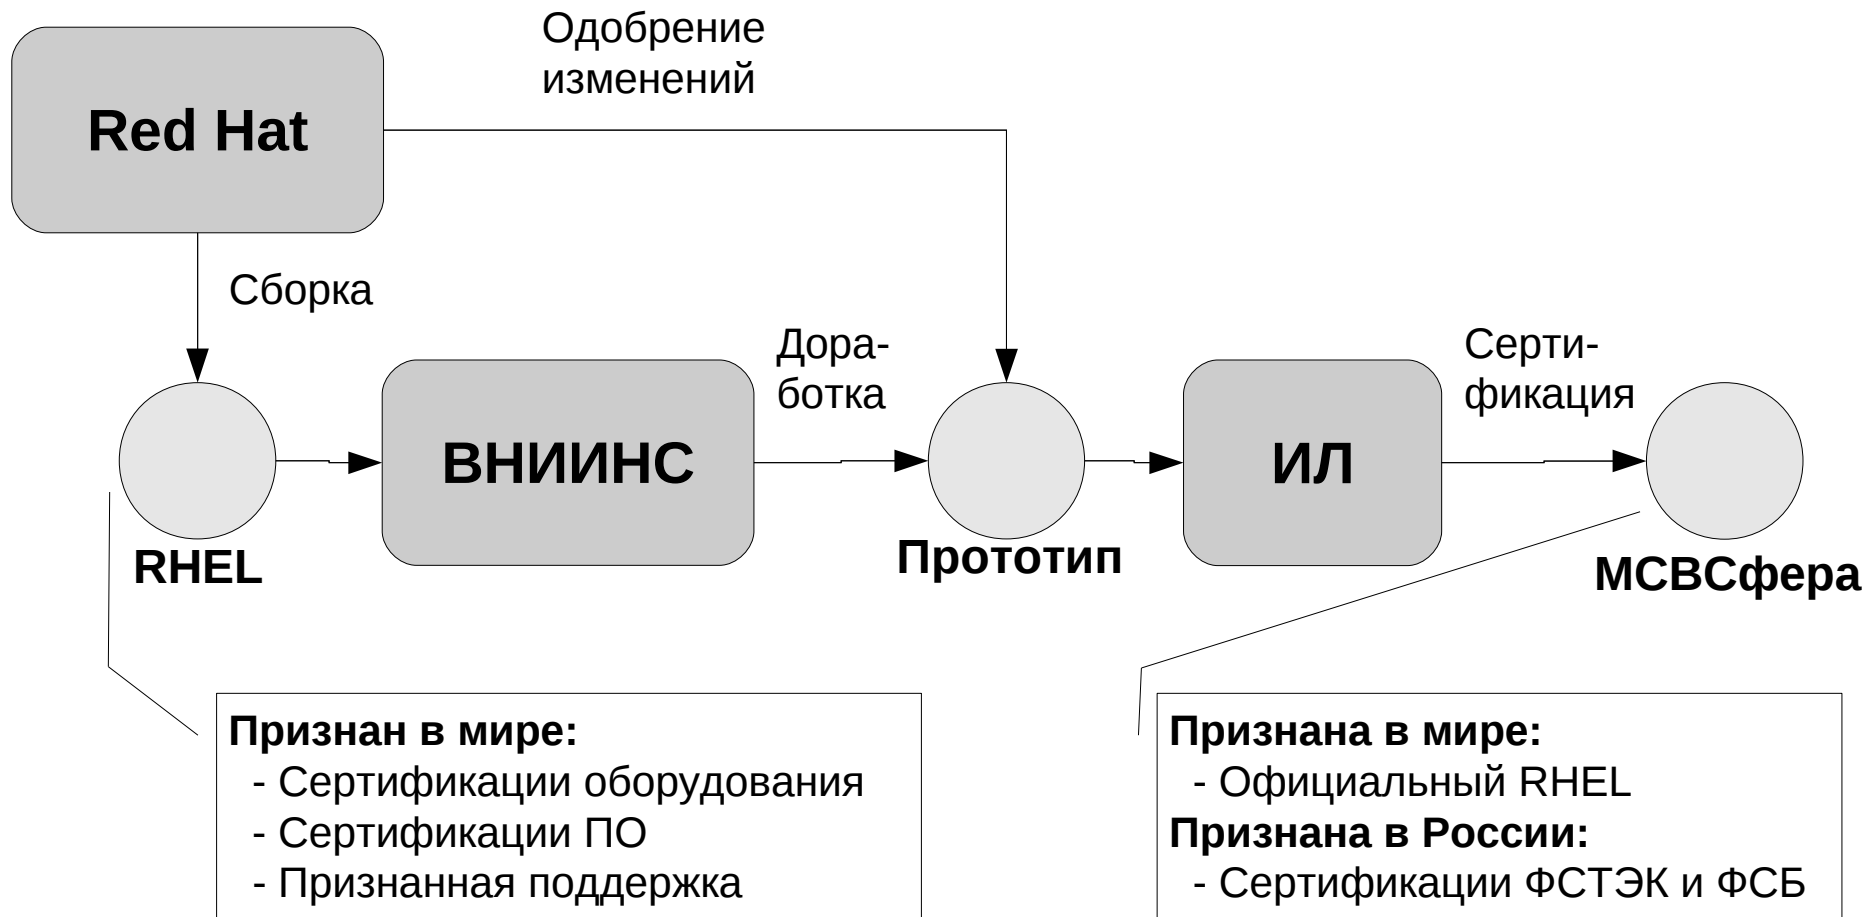 Одобрение
изменений
Red Hat
Сборка
Дора-
ботка
Серти-
фикация
ВНИИНС
ИЛ
RHEL
Прототип
МСВСфера
Признан в мире:
- Сертификации оборудования
- Сертификации ПО
- Признанная поддержка
Признана в мире:
- Официальный RHEL
Признана в России:
- Сертификации ФСТЭК и ФСБ